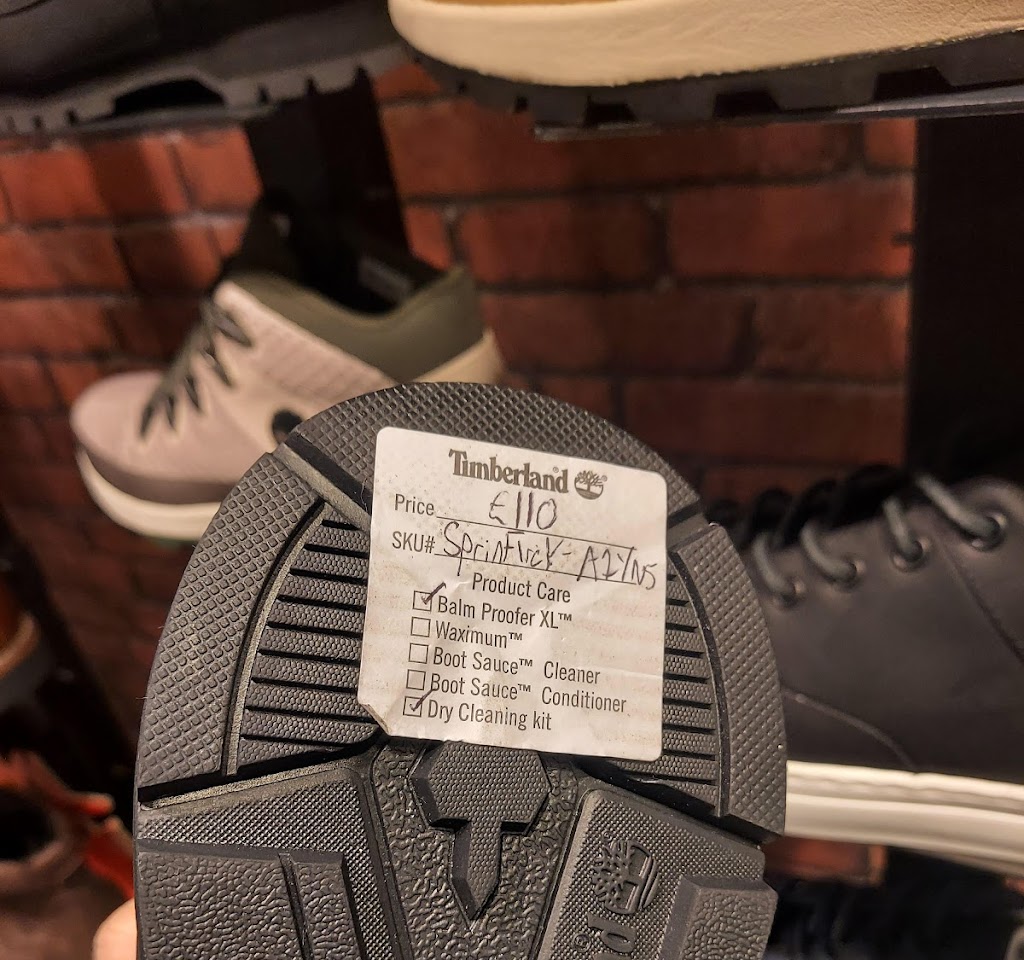 Timberland®
Price £110
SKU# SprinTrek - A2YN5
Product Care
Balm Proofer XL™
Waximum™
Boot Sauce™ Cleaner
Boot Sauce™ Conditioner
Dry Cleaning kit